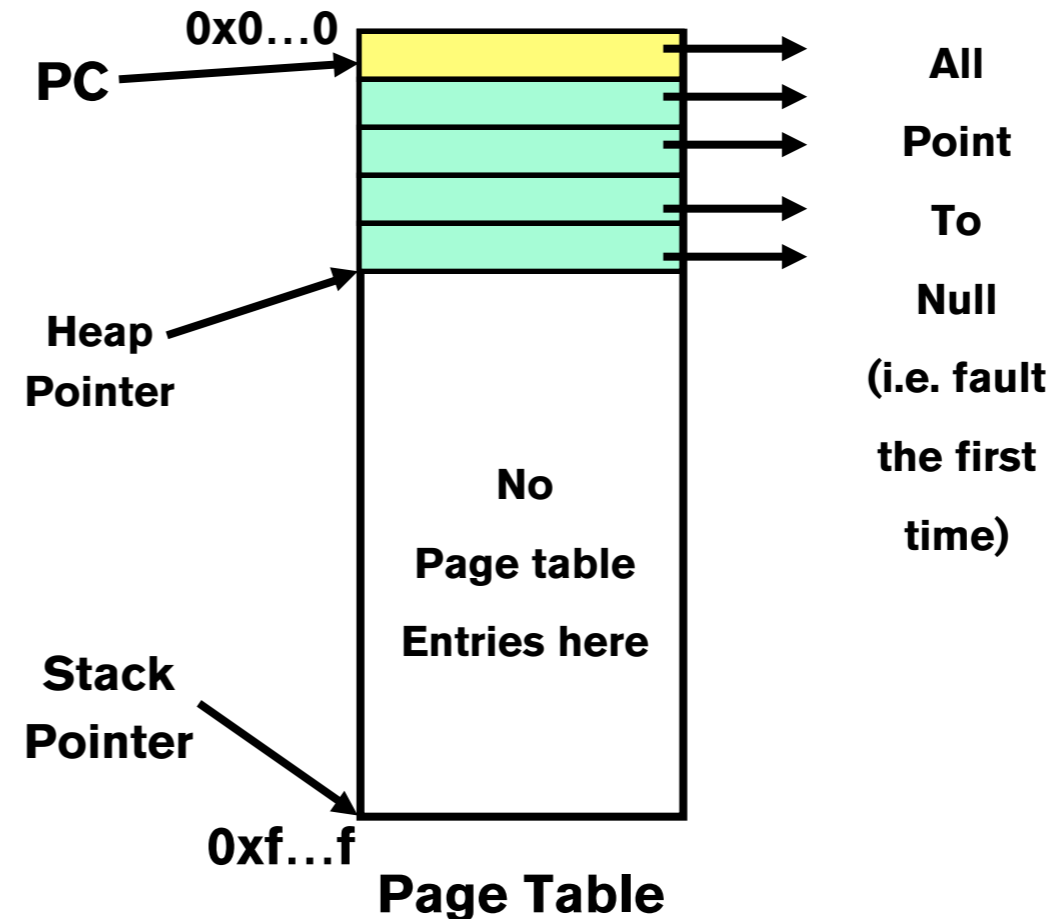 0x0…0
PC
Heap
Pointer
Stack
Pointer
0xf…f
No
Page table
Entries here
All
Point
To
Null
(i.e. fault
the first
time)
Page Table